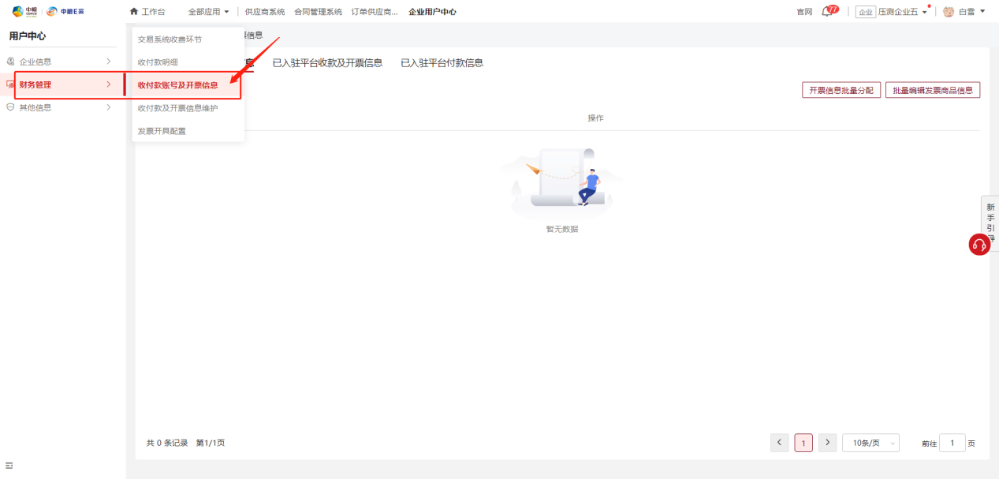 中粮
COFCO
中粮E采
工作台
全部应用
供应商系统
合同管理系统
订单供应商...
企业用户中心
官网
77
企业
压测企业五
白雪
用户中心
企业信息
财务管理
其他信息
交易系统收费环节
收付款明细
收付款账号及开票信息
收付款及开票信息维护
发票开具配置
票信息
息
已入驻平台收款及开票信息
已入驻平台付款信息
开票信息批量分配
批量编辑发票商品信息
操作
暂无数据
新手引导
共 0 条记录 第1/1页
1
10条/页
前往 1 页